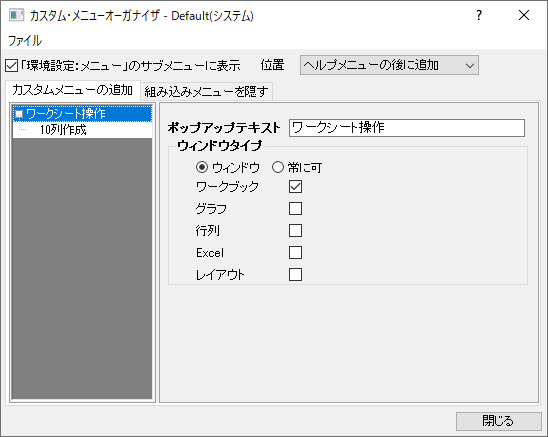 カスタム・メニューオーガナイザ - Default(システム)
ファイル
「環境設定:メニュー」のサブメニューに表示 位置 ヘルプメニューの後に追加
カスタムメニューの追加 組み込みメニューを隠す
ワークシート操作
10列作成
ポップアップテキスト ワークシート操作
ウィンドウタイプ
ウィンドウ 常に可
ワークブック
グラフ
行列
Excel
レイアウト
閉じる